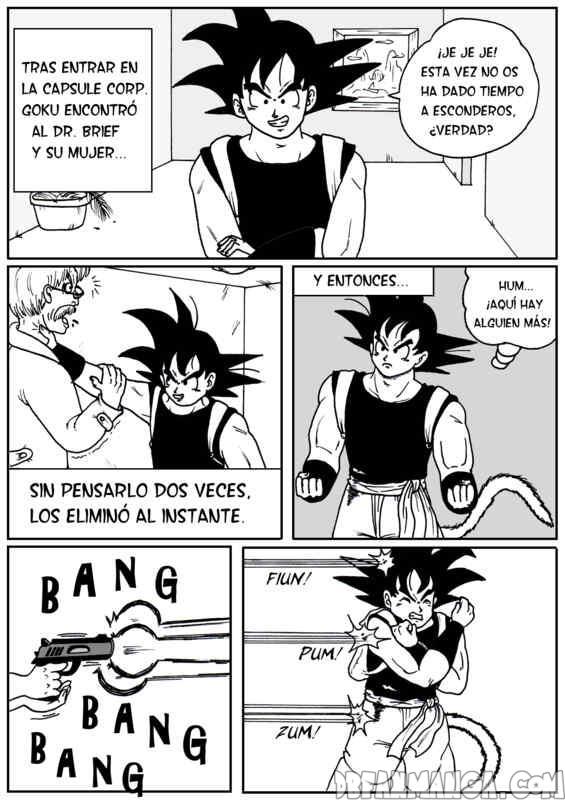 TRAS ENTRAR EN
LA CAPSULE CORP.
GOKU ENCONTRÓ
AL DR. BRIEF
Y SU MUJER...
¡JE JE JE!
ESTA VEZ NO OS
HA DADO TIEMPO
A ESCONDEROS,
¿VERDAD?
SIN PENSARLO DOS VECES,
LOS ELIMINÓ AL INSTANTE.
Y ENTONCES...
HUM...
¡AQUÍ HAY
ALGUIEN MÁS!
BANG
BANG
BANG
FIUN!
PUM!
ZUM!
DBFANMANGA.COM